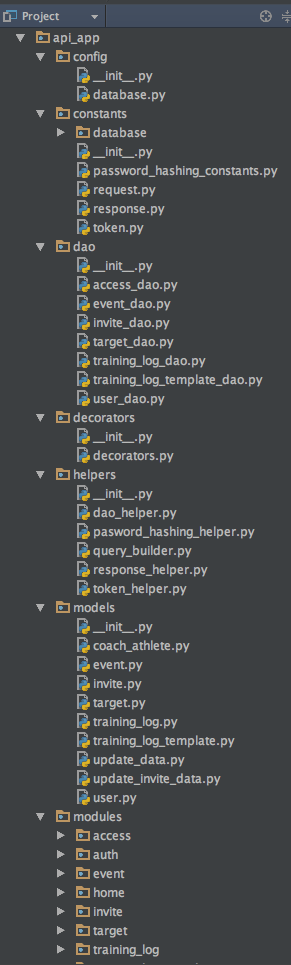 Project
api_app
config
__init__.py
database.py
constants
database
__init__.py
password_hashing_constants.py
request.py
response.py
token.py
dao
__init__.py
access_dao.py
event_dao.py
invite_dao.py
target_dao.py
training_log_dao.py
training_log_template_dao.py
user_dao.py
decorators
__init__.py
decorators.py
helpers
__init__.py
dao_helper.py
pasword_hashing_helper.py
query_builder.py
response_helper.py
token_helper.py
models
__init__.py
coach_athlete.py
event.py
invite.py
target.py
training_log.py
training_log_template.py
update_data.py
update_invite_data.py
user.py
modules
access
auth
event
home
invite
target
training_log